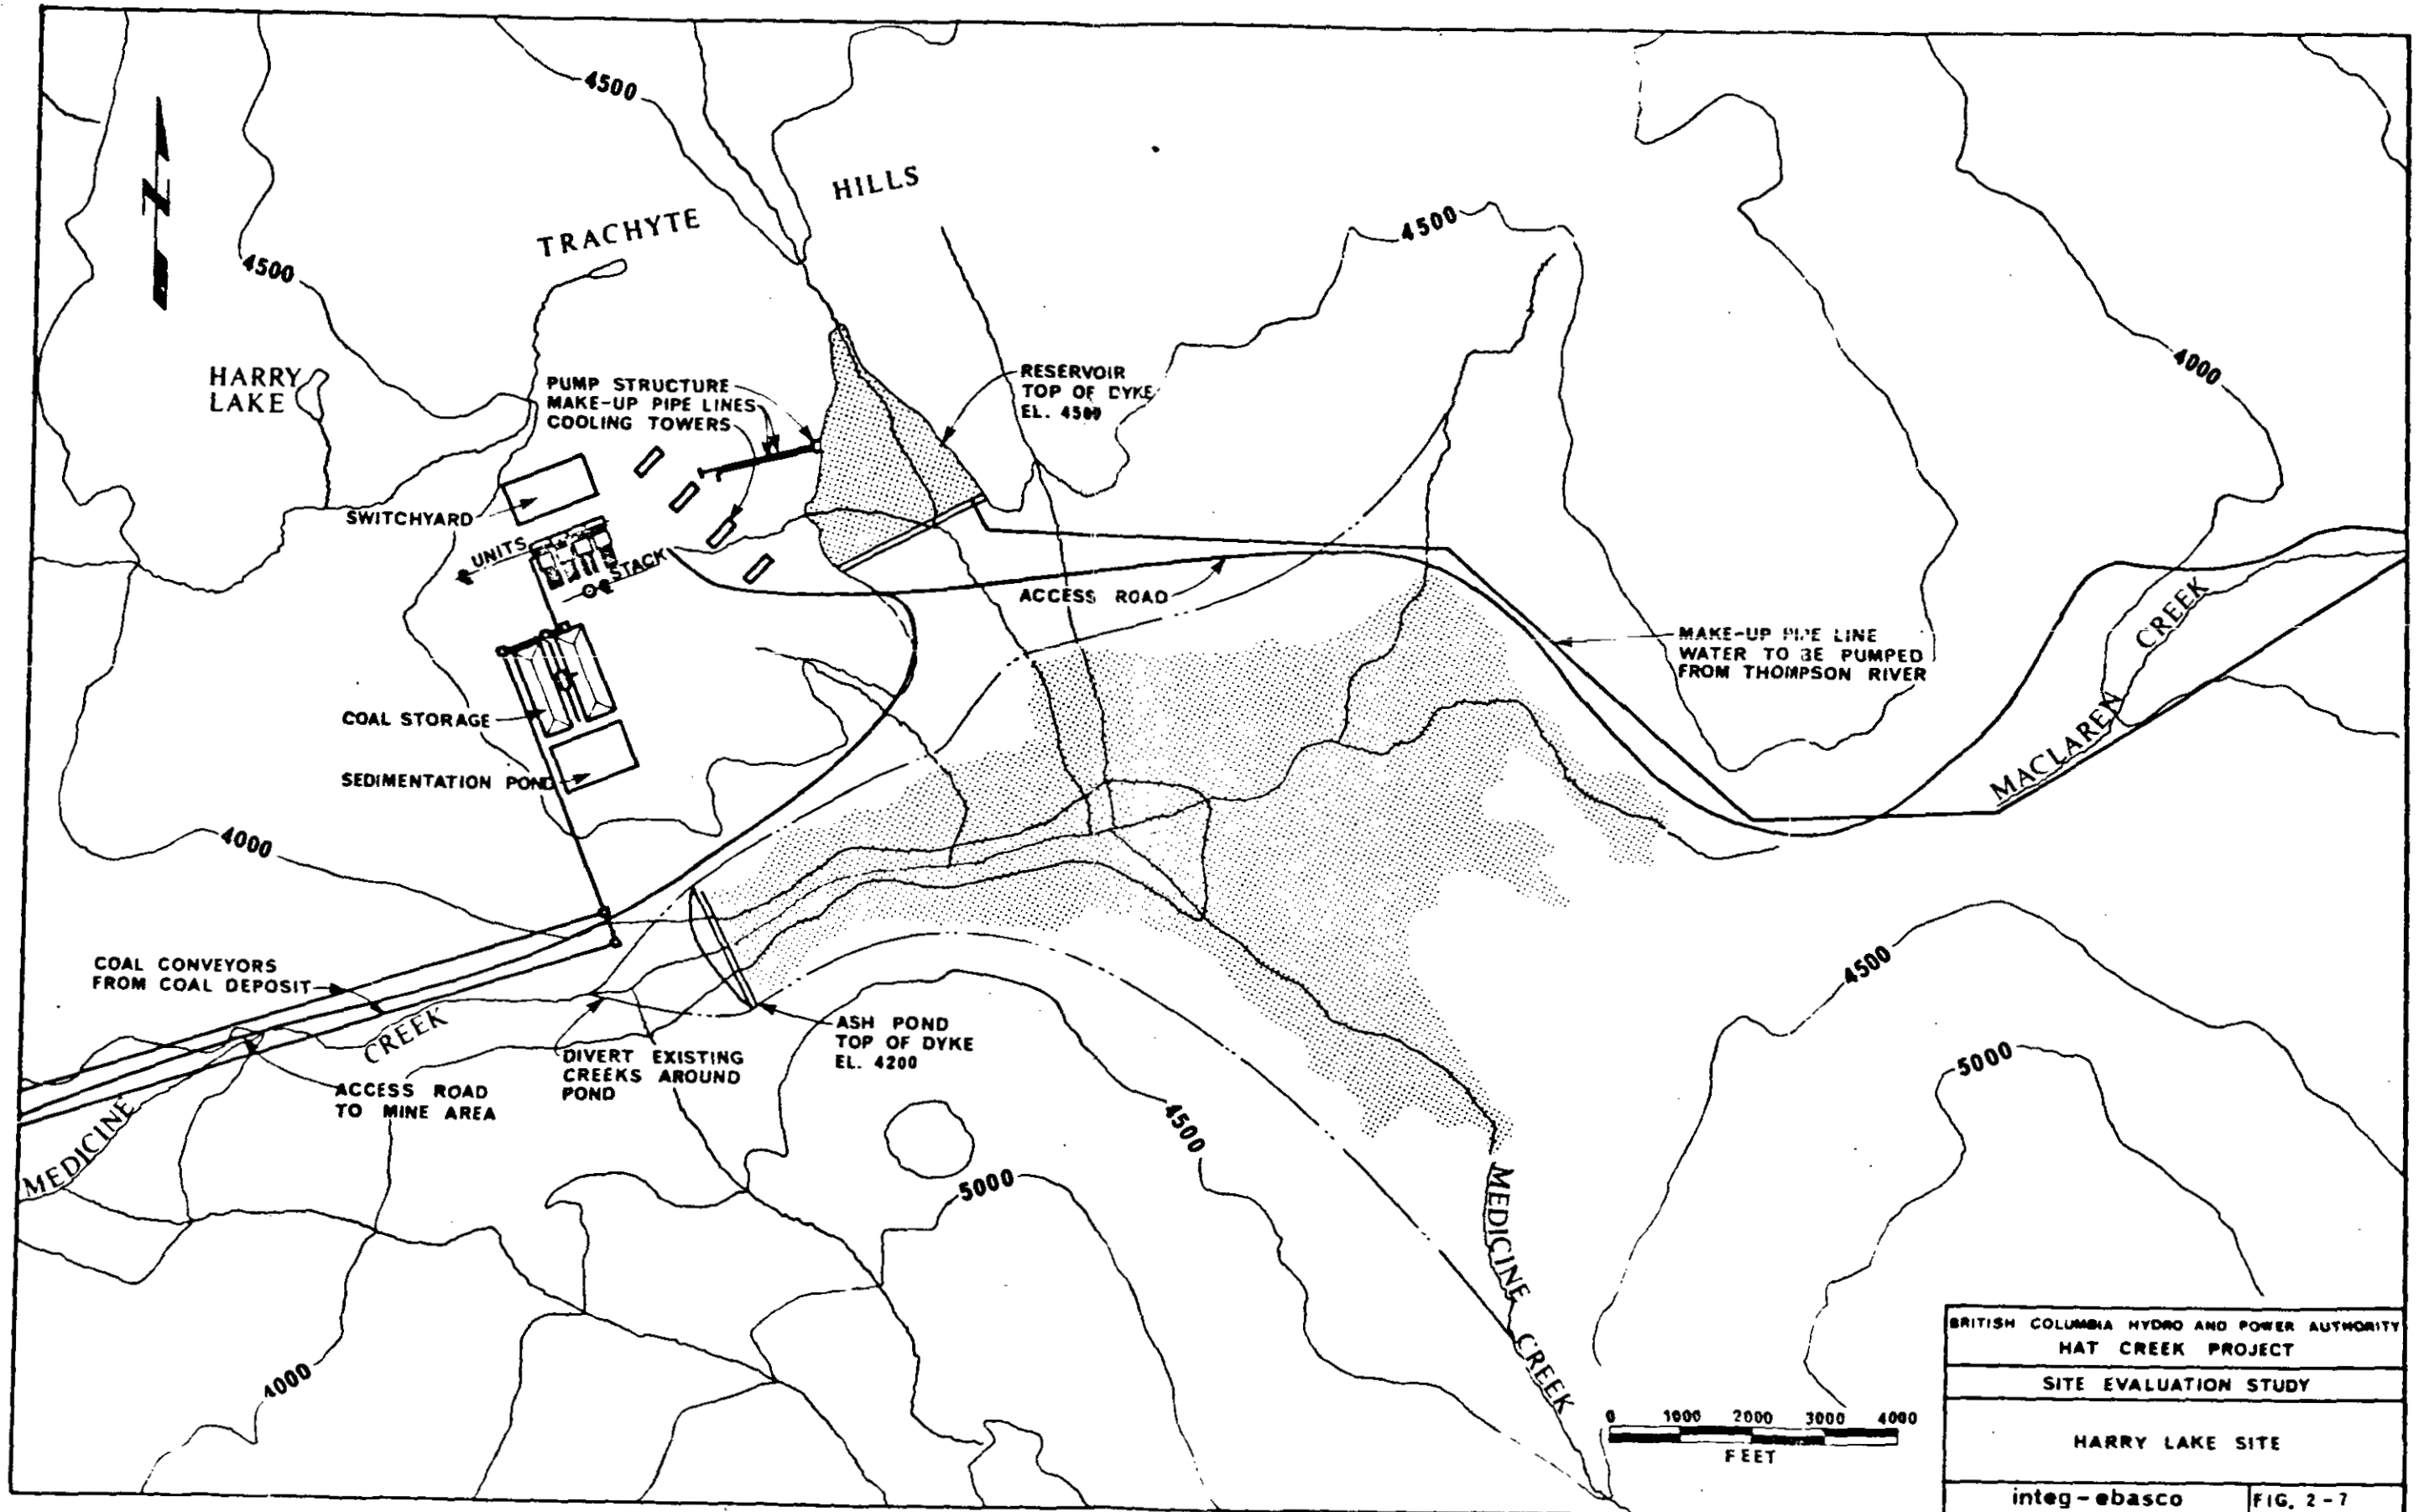 4500
N
HILLS
TRACHYTE
4500
4500
4000
HARRY
LAKE
PUMP STRUCTURE
MAKE-UP PIPE LINES
COOLING TOWERS
RESERVOIR
TOP OF DYKE
EL. 4500
SWITCHYARD
UNITS
STACK
ACCESS ROAD
MAKE-UP PIPE LINE
WATER TO BE PUMPED
FROM THOMPSON RIVER
MACLAREN CREEK
COAL STORAGE
SEDIMENTATION POND
4000
COAL CONVEYORS
FROM COAL DEPOSIT
MEDICINE CREEK
ACCESS ROAD
TO MINE AREA
DIVERT EXISTING
CREEKS AROUND
POND
ASH POND
TOP OF DYKE
EL. 4200
4500
5000
4500
5000
4000
MEDICINE CREEK
0 1000 2000 3000 4000
FEET
BRITISH COLUMBIA HYDRO AND POWER AUTHORITY
HAT CREEK PROJECT
SITE EVALUATION STUDY
HARRY LAKE SITE
integ-ebasco
FIG. 2-7